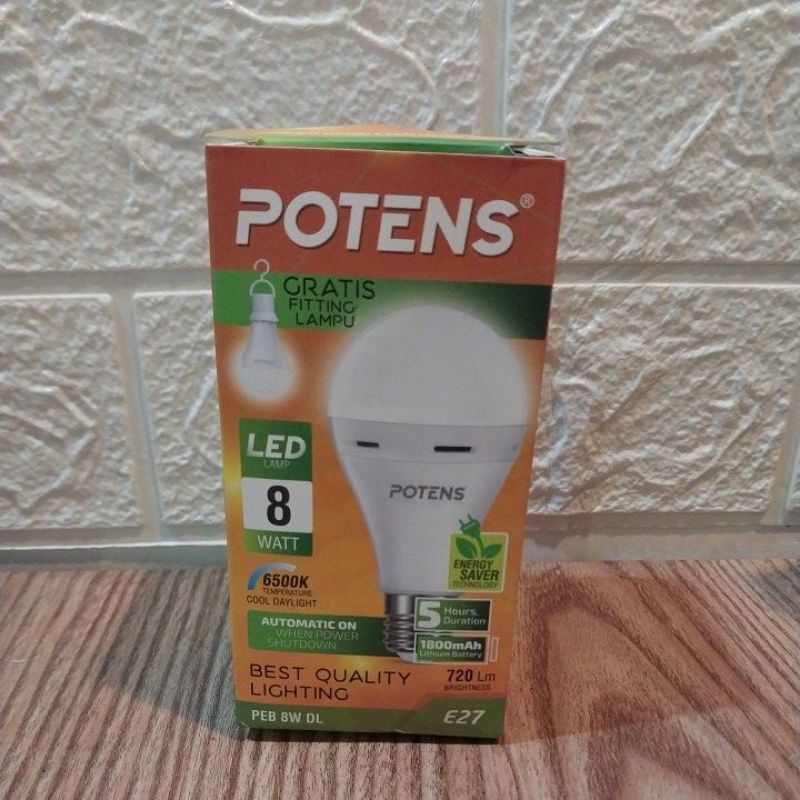 POTENS®
GRATIS
FITTING
LAMPU
POTENS
LED
LAMP
8
WATT
POTENS
ENERGY
SAVER
TECHNOLOGY
6500K
TEMPERATURE
COOL DAYLIGHT
AUTOMATIC ON
WHEN POWER
SHUTDOWN
5 Hours.
Duration
1800mAh
Lithium Battery
BEST QUALITY
LIGHTING
720 Lm
BRIGHTNESS
PEB 8W DL
E27